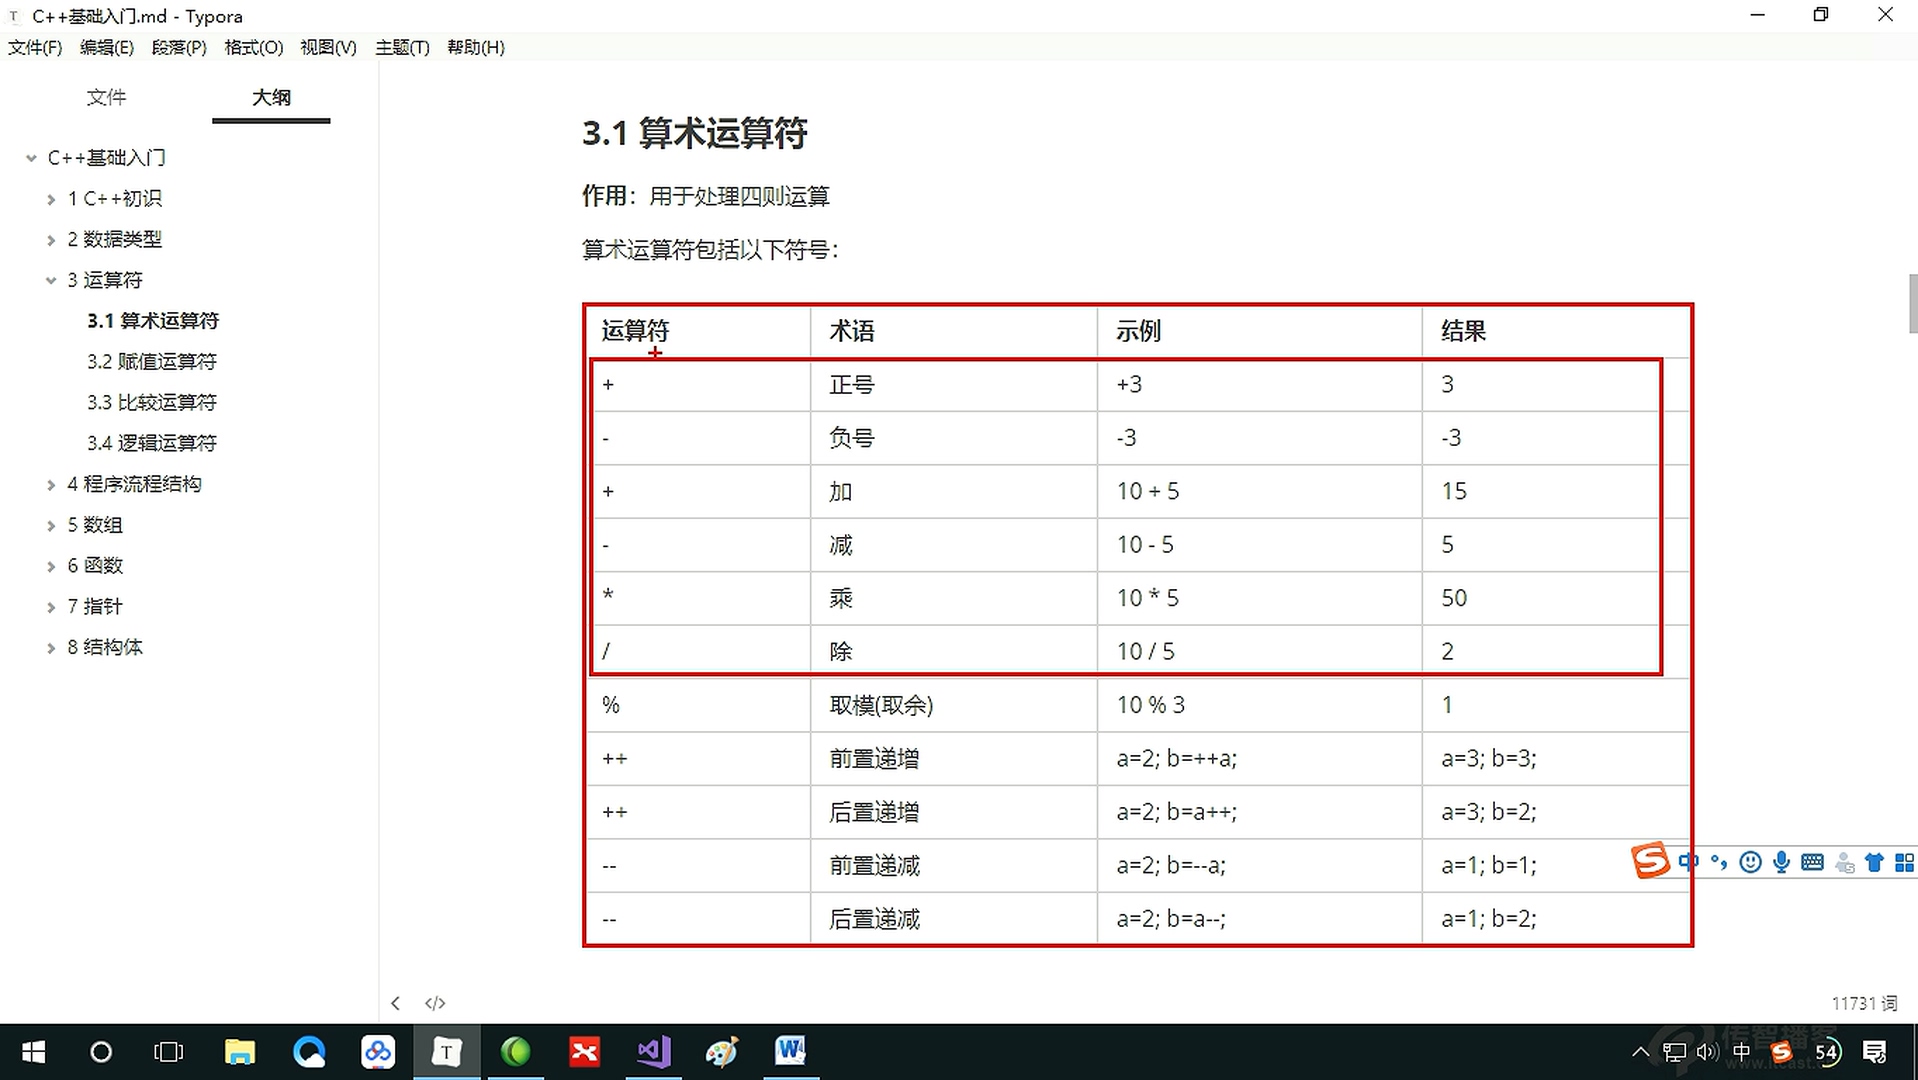 C++基础入门.md - Typora
文件(F) 编辑(E) 段落(P) 格式(O) 视图(V) 主题(T) 帮助(H)
文件 大纲
C++基础入门
1 C++初识
2 数据类型
3 运算符
3.1 算术运算符
3.2 赋值运算符
3.3 比较运算符
3.4 逻辑运算符
4 程序流程结构
5 数组
6 函数
7 指针
8 结构体
3.1 算术运算符
作用：用于处理四则运算
算术运算符包括以下符号：
运算符 术语 示例 结果
+ 正号 +3 3
- 负号 -3 -3
+ 加 10 + 5 15
- 减 10 - 5 5
* 乘 10 * 5 50
/ 除 10 / 5 2
% 取模(取余) 10 % 3 1
++ 前置递增 a=2; b=++a; a=3; b=3;
++ 后置递增 a=2; b=a++; a=3; b=2;
-- 前置递减 a=2; b=--a; a=1; b=1;
-- 后置递减 a=2; b=a--; a=1; b=2;
中
11731 词
中 54
传智播客